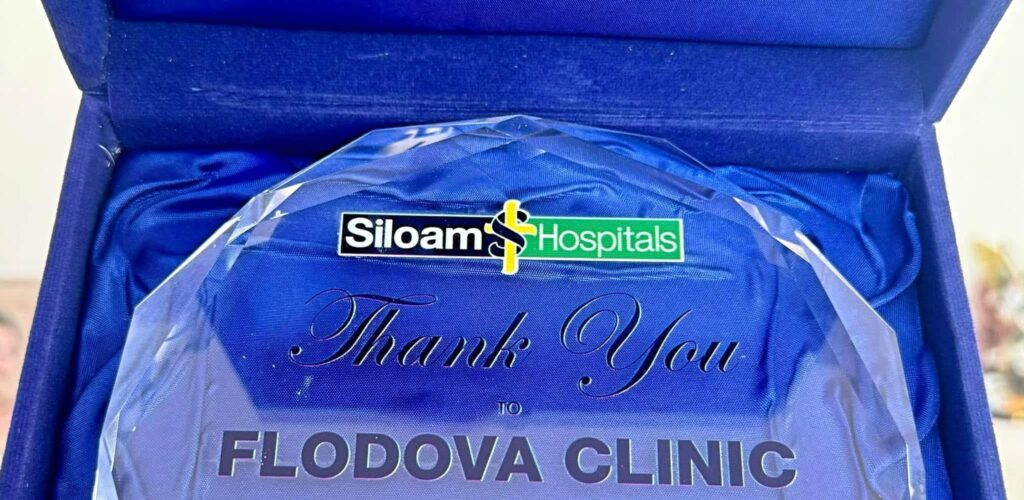 Siloam Hospitals
Thank You
TO
FLODOVA CLINIC